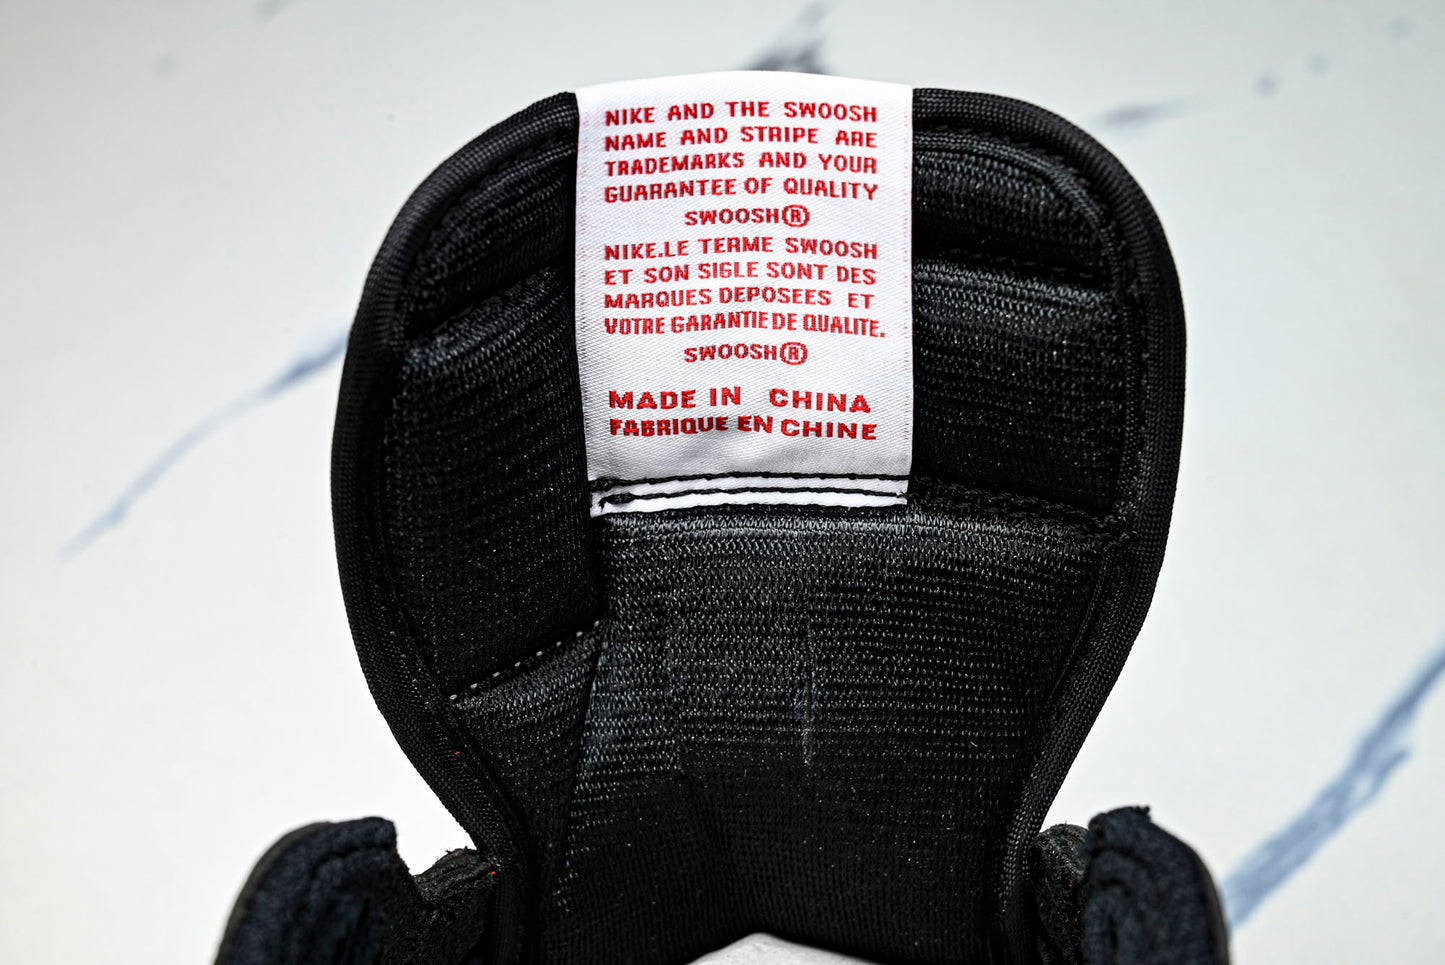 NIKE AND THE SWOOSH
NAME AND STRIPE ARE
TRADEMARKS AND YOUR
GUARANTEE OF QUALITY
SWOOSH®
NIKE.LE TERME SWOOSH
ET SON SIGLE SONT DES
MARQUES DEPOSEES ET
VOTRE GARANTIE DE QUALITE.
SWOOSH®
MADE IN CHINA
FABRIQUE EN CHINE